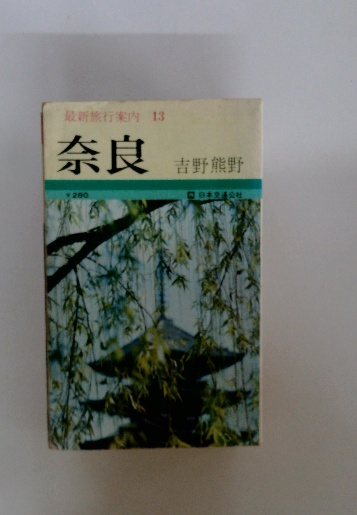 最新旅行案内 13
奈良 吉野熊野
¥280 日本交通公社